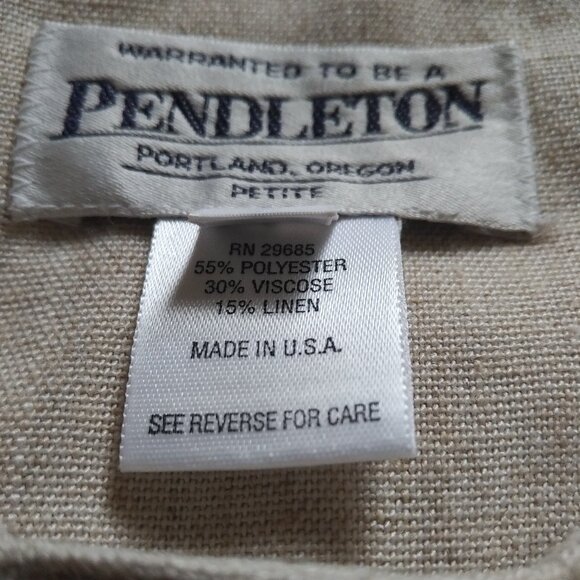 WARRANTED TO BE A
PENDLETON
PORTLAND, OREGON
PETITE
RN 29685
55% POLYESTER
30% VISCOSE
15% LINEN
MADE IN U.S.A.
SEE REVERSE FOR CARE